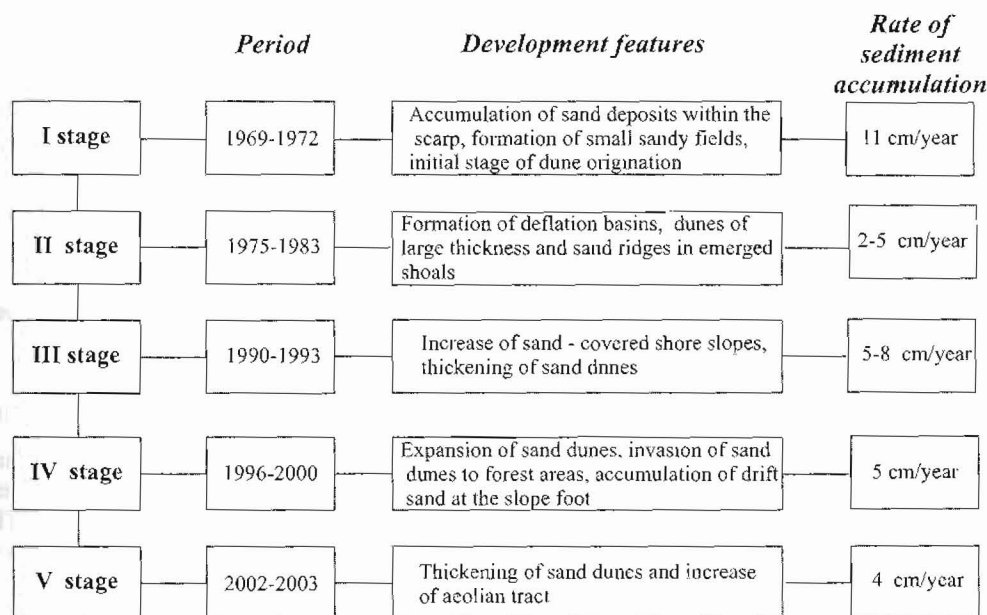 Period
Development features
Rate of
sediment
accumulation
I stage
1969-1972
Accumulation of sand deposits within the
scarp, formation of small sandy fields,
initial stage of dune origination
11 cm/year
II stage
1975-1983
Formation of deflation basins, dunes of
large thickness and sand ridges in emerged
shoals
2-5 cm/year
III stage
1990-1993
Increase of sand - covered shore slopes,
thickening of sand dnnes
5-8 cm/year
IV stage
1996-2000
Expansion of sand dunes, invasion of sand
dunes to forest areas, accumulation of drift
sand at the slope foot
5 cm/year
V stage
2002-2003
Thickening of sand dunes and increase
of aeolian tract
4 cm/year